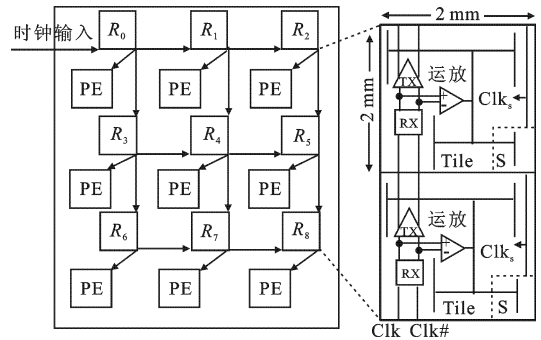 时钟输入
R0 R1 R2
PE PE PE
R3 R4 R5
PE PE PE
R6 R7 R8
PE PE PE
2 mm
2 mm
TX 运放
+
-
Clks
RX
Tile S
TX 运放
+
-
Clks
RX
Tile S
Clk Clk#